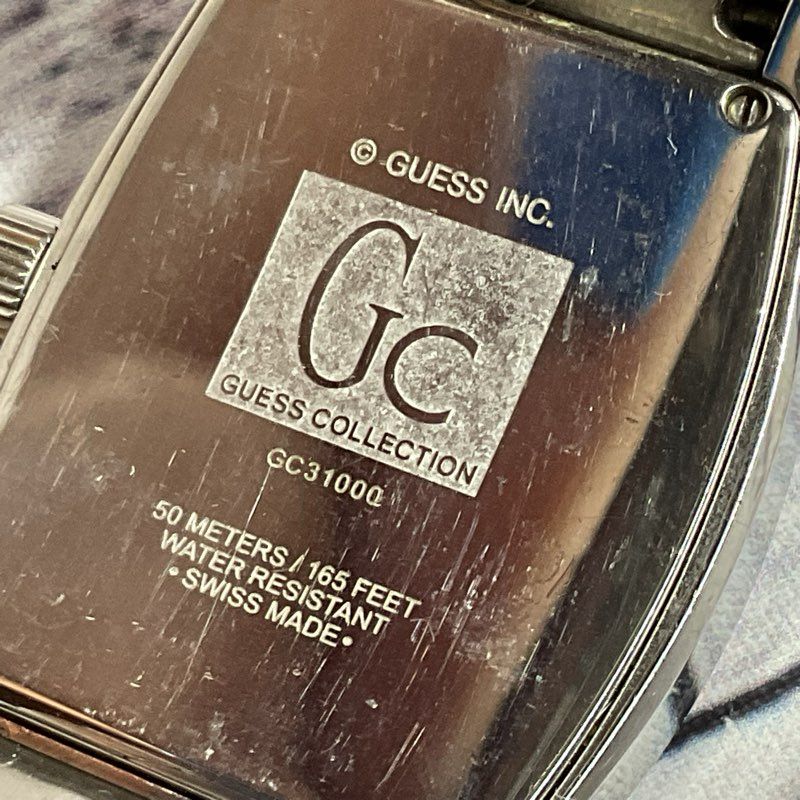 © GUESS INC.
Gc
GUESS COLLECTION
GC31000
50 METERS / 165 FEET
WATER RESISTANT
• SWISS MADE •